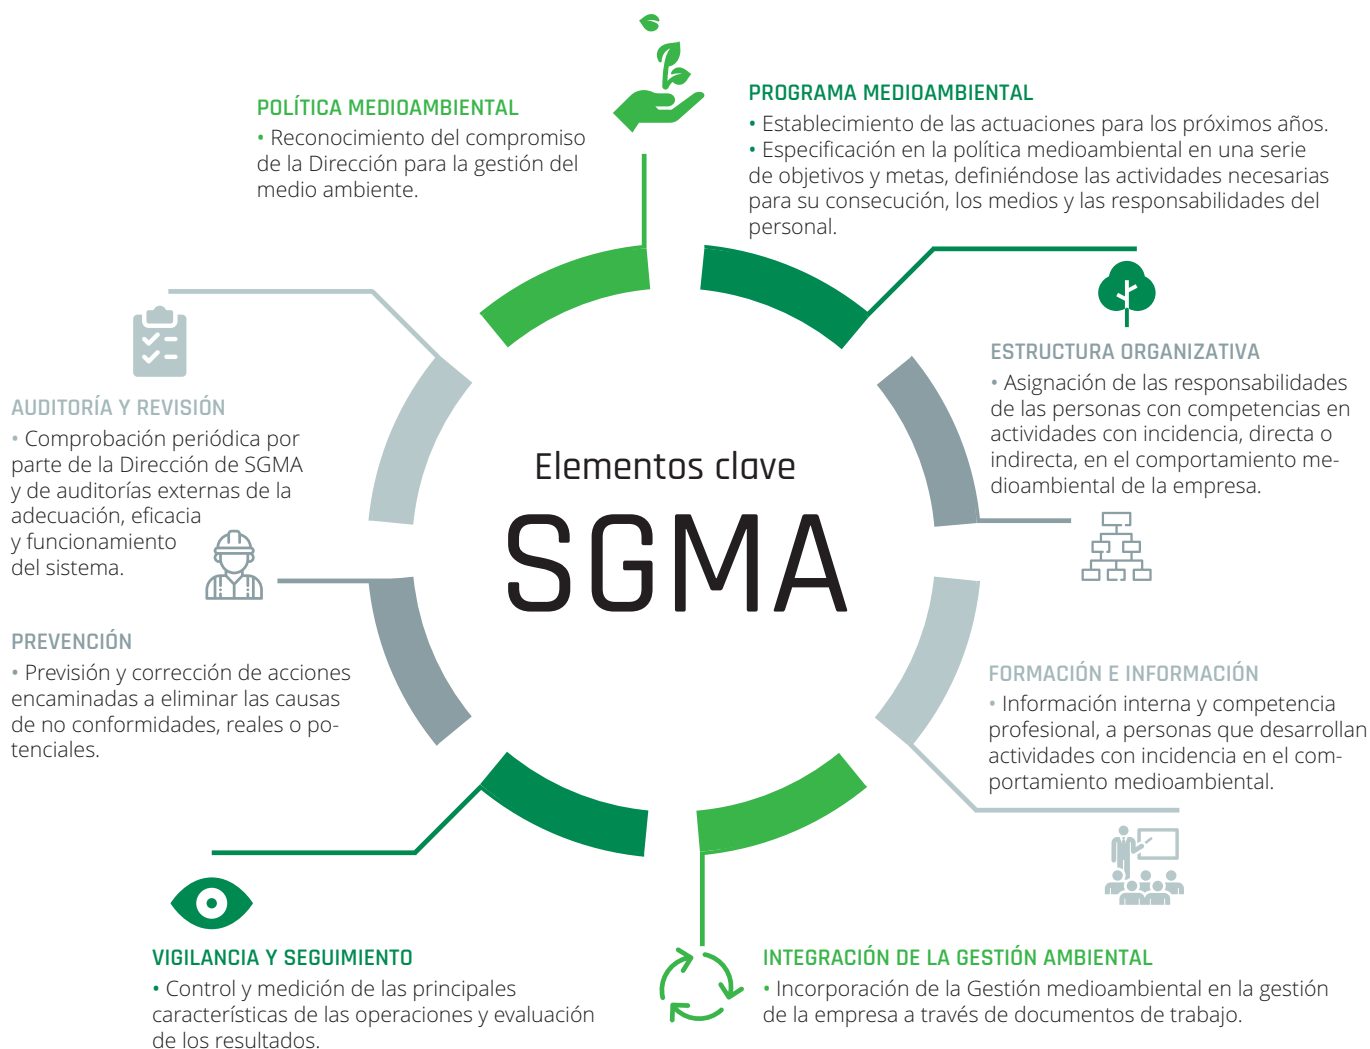 POLÍTICA MEDIOAMBIENTAL
• Reconocimiento del compromiso
de la Dirección para la gestión del
medio ambiente.
PROGRAMA MEDIOAMBIENTAL
• Establecimiento de las actuaciones para los próximos años.
• Especificación en la política medioambiental en una serie
de objetivos y metas, definiéndose las actividades necesarias
para su consecución, los medios y las responsabilidades del
personal.
ESTRUCTURA ORGANIZATIVA
• Asignación de las responsabilidades
de las personas con competencias en
actividades con incidencia, directa o
indirecta, en el comportamiento me-
dioambiental de la empresa.
FORMACIÓN E INFORMACIÓN
• Información interna y competencia
profesional, a personas que desarrollan
actividades con incidencia en el com-
portamiento medioambiental.
INTEGRACIÓN DE LA GESTIÓN AMBIENTAL
• Incorporación de la Gestión medioambiental en la gestión
de la empresa a través de documentos de trabajo.
VIGILANCIA Y SEGUIMIENTO
• Control y medición de las principales
características de las operaciones y evaluación
de los resultados.
PREVENCIÓN
• Previsión y corrección de acciones
encaminadas a eliminar las causas
de no conformidades, reales o po-
tenciales.
AUDITORÍA Y REVISIÓN
• Comprobación periódica por
parte de la Dirección de SGMA
y de auditorías externas de la
adecuación, eficacia
y funcionamiento
del sistema.
Elementos clave
SGMA